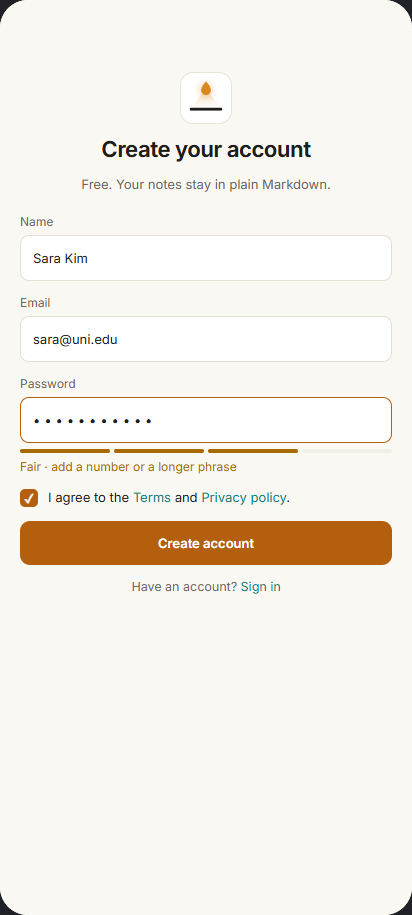 Create your account
Free. Your notes stay in plain Markdown.
Name
Sara Kim
Email
sara@uni.edu
Password
• • • • • • • • • • •
Fair · add a number or a longer phrase
I agree to the Terms and Privacy policy.
Create account
Have an account? Sign in